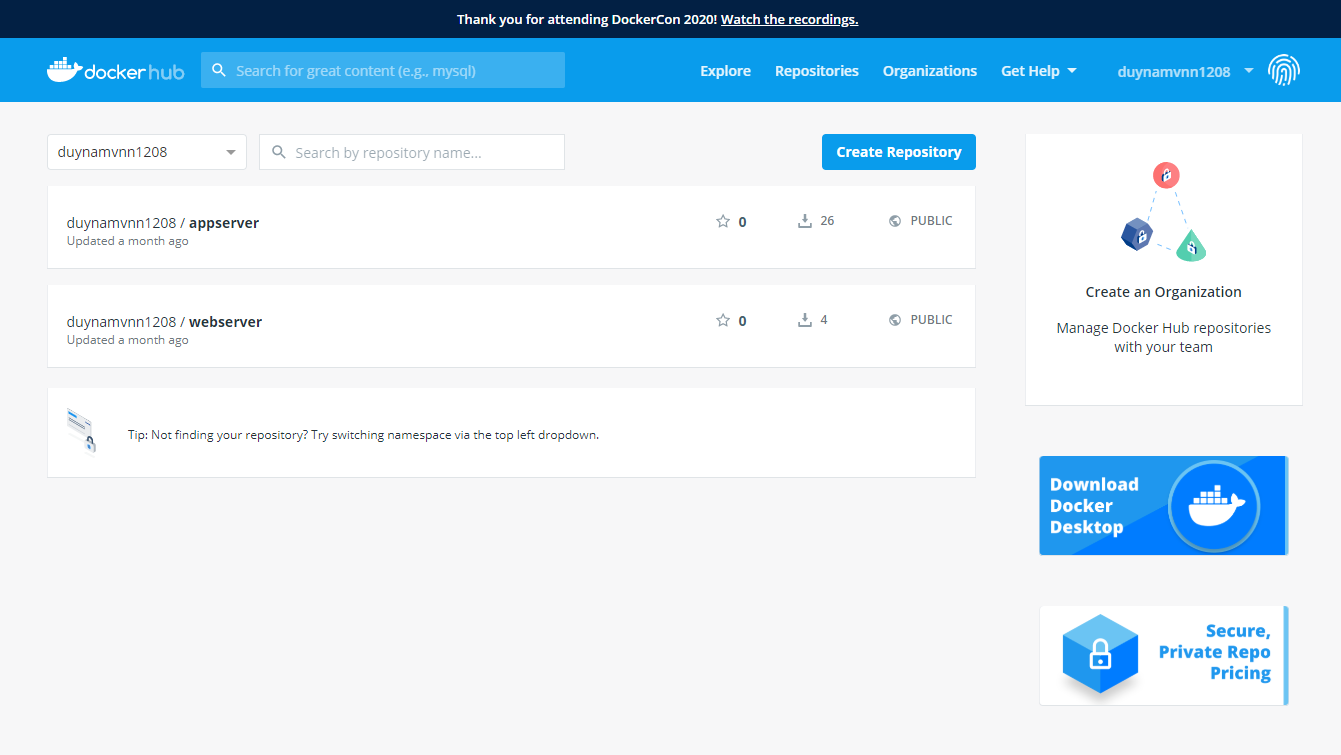 Thank you for attending DockerCon 2020! Watch the recordings.
docker hub
Search for great content (e.g., mysql)
Explore
Repositories
Organizations
Get Help
duynamvnn1208
duynamvnn1208
Search by repository name...
Create Repository
duynamvnn1208 / appserver
Updated a month ago
0
26
PUBLIC
duynamvnn1208 / webserver
Updated a month ago
0
4
PUBLIC
Tip: Not finding your repository? Try switching namespace via the top left dropdown.
Create an Organization
Manage Docker Hub repositories
with your team
Download
Docker
Desktop
Secure,
Private Repo
Pricing